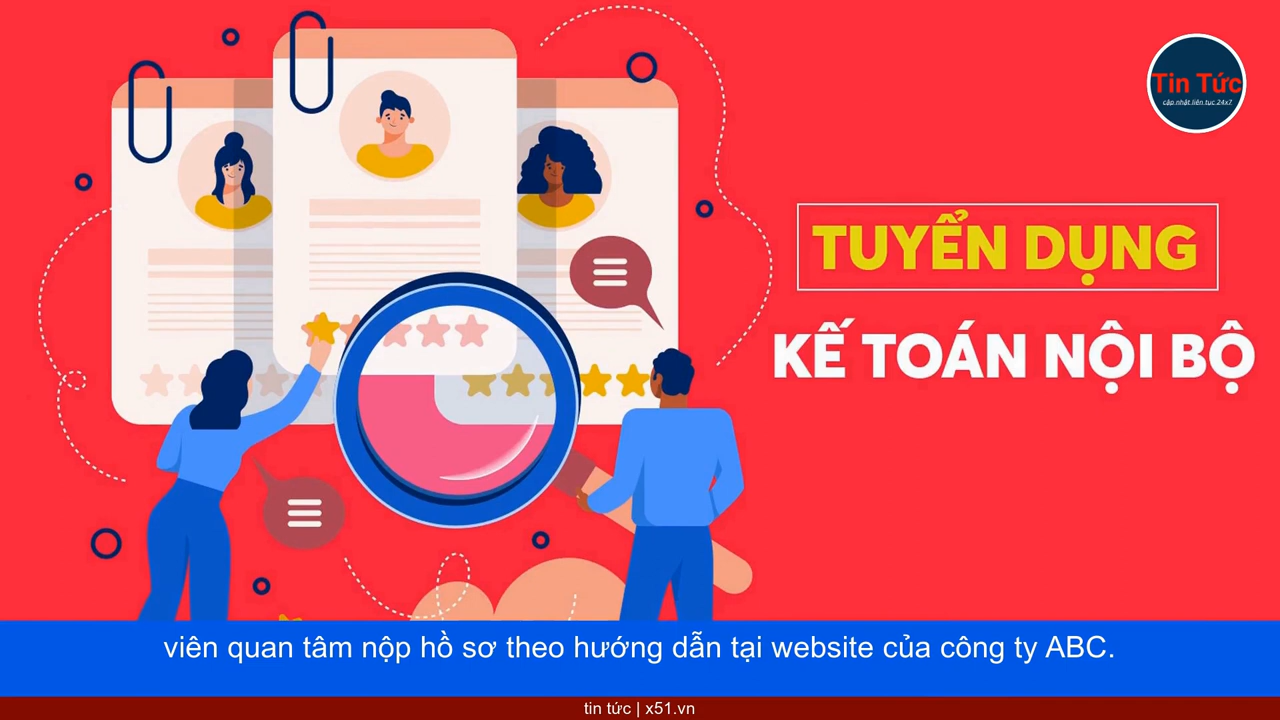 Tin Tức
cập nhật liên tục 24x7
TUYỂN DỤNG
KẾ TOÁN NỘI BỘ
viên quan tâm nộp hồ sơ theo hướng dẫn tại website của công ty ABC.
tin tức | x51.vn